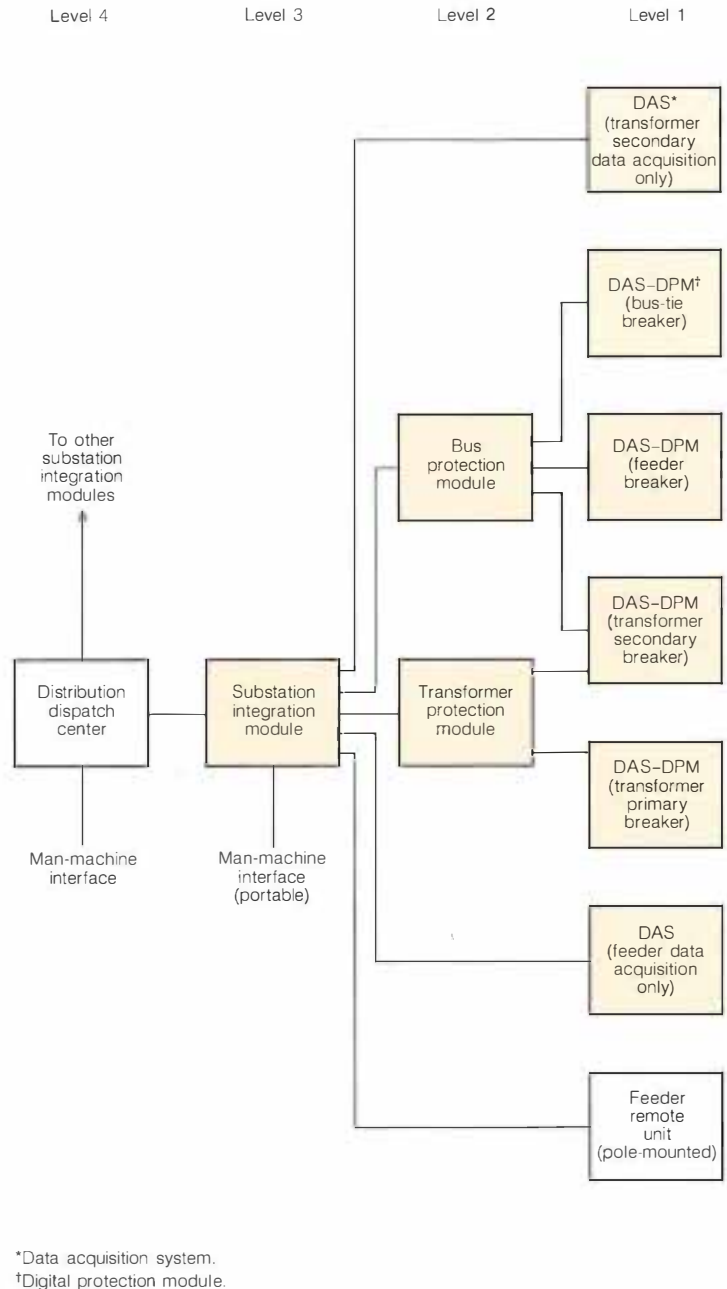 Level 4
Level 3
Level 2
Level 1
DAS*
(transformer
secondary
data acquisition
only)
DAS–DPM†
(bus-tie
breaker)
To other
substation
integration
modules
Bus
protection
module
DAS–DPM
(feeder
breaker)
DAS–DPM
(transformer
secondary
breaker)
Distribution
dispatch
center
Substation
integration
module
Transformer
protection
module
DAS–DPM
(transformer
primary
breaker)
Man-machine
interface
Man-machine
interface
(portable)
DAS
(feeder data
acquisition
only)
Feeder
remote
unit
(pole-mounted)
*Data acquisition system.
†Digital protection module.